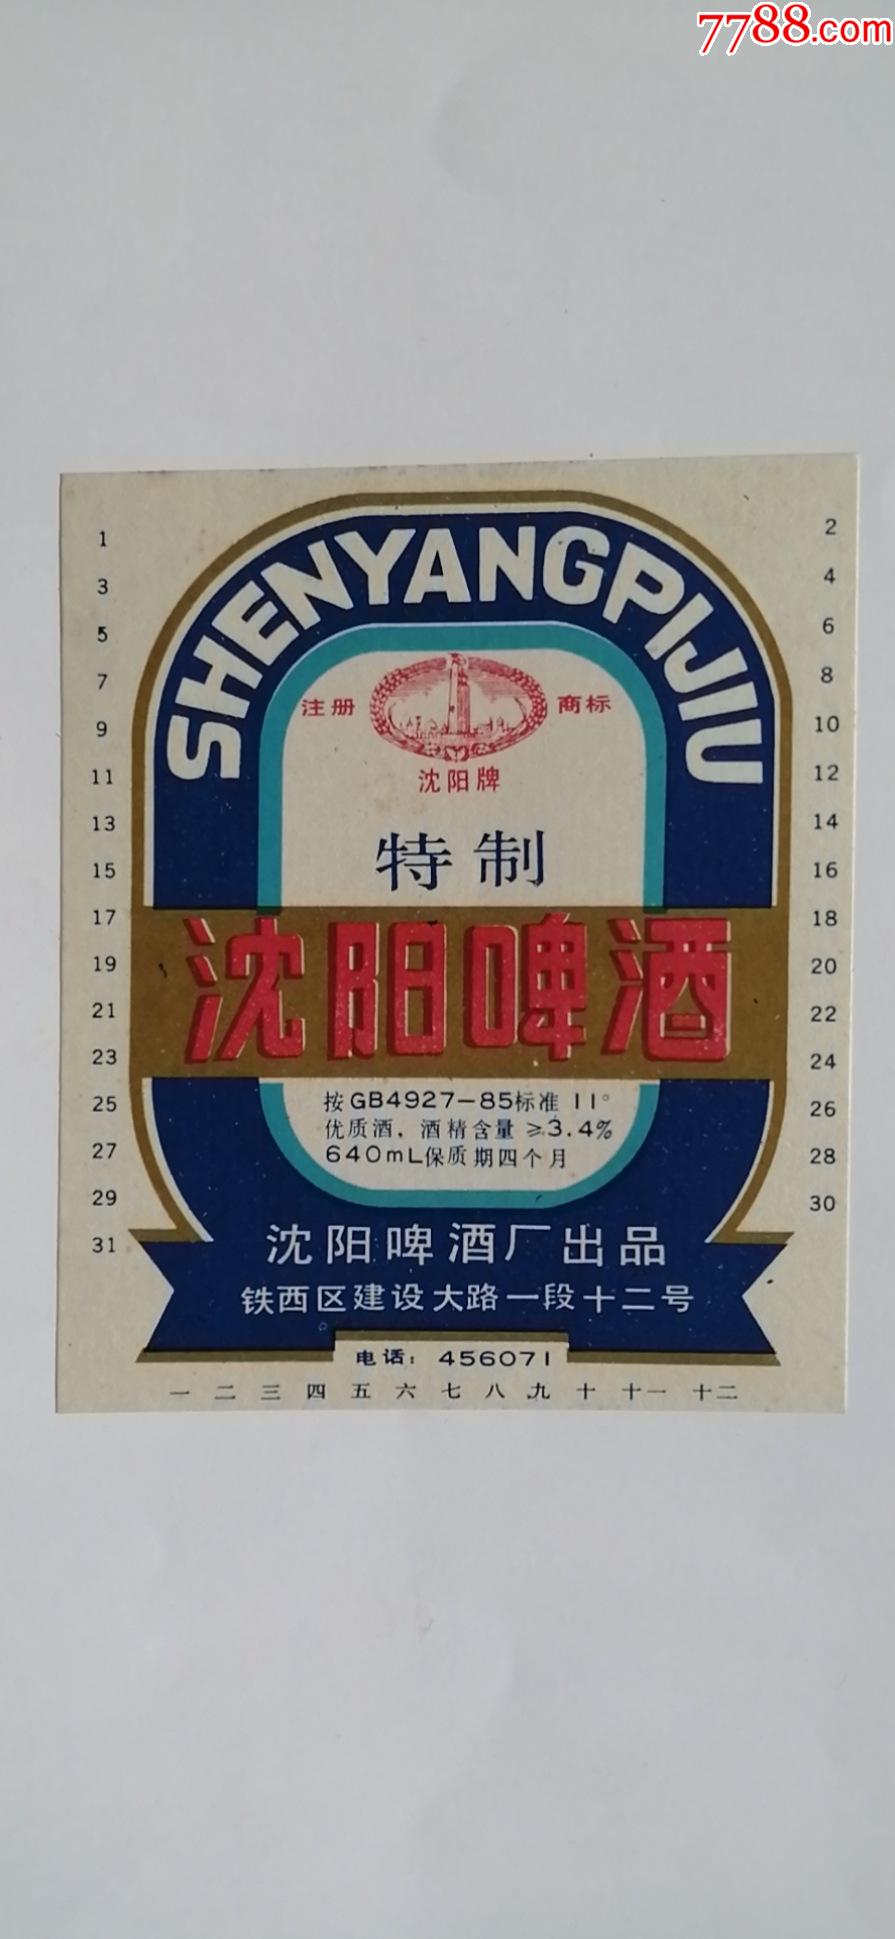 7788.com
SHENYANGPIJIU
注册 商标
沈阳牌
特制
沈阳啤酒
按GB4927-85标准 11°
优质酒，酒精含量≥3.4%
640mL保质期四个月
沈阳啤酒厂出品
铁西区建设大路一段十二号
电话：456071
一 二 三 四 五 六 七 八 九 十 十一 十二
1
3
5
7
9
11
13
15
17
19
21
23
25
27
29
31
2
4
6
8
10
12
14
16
18
20
22
24
26
28
30